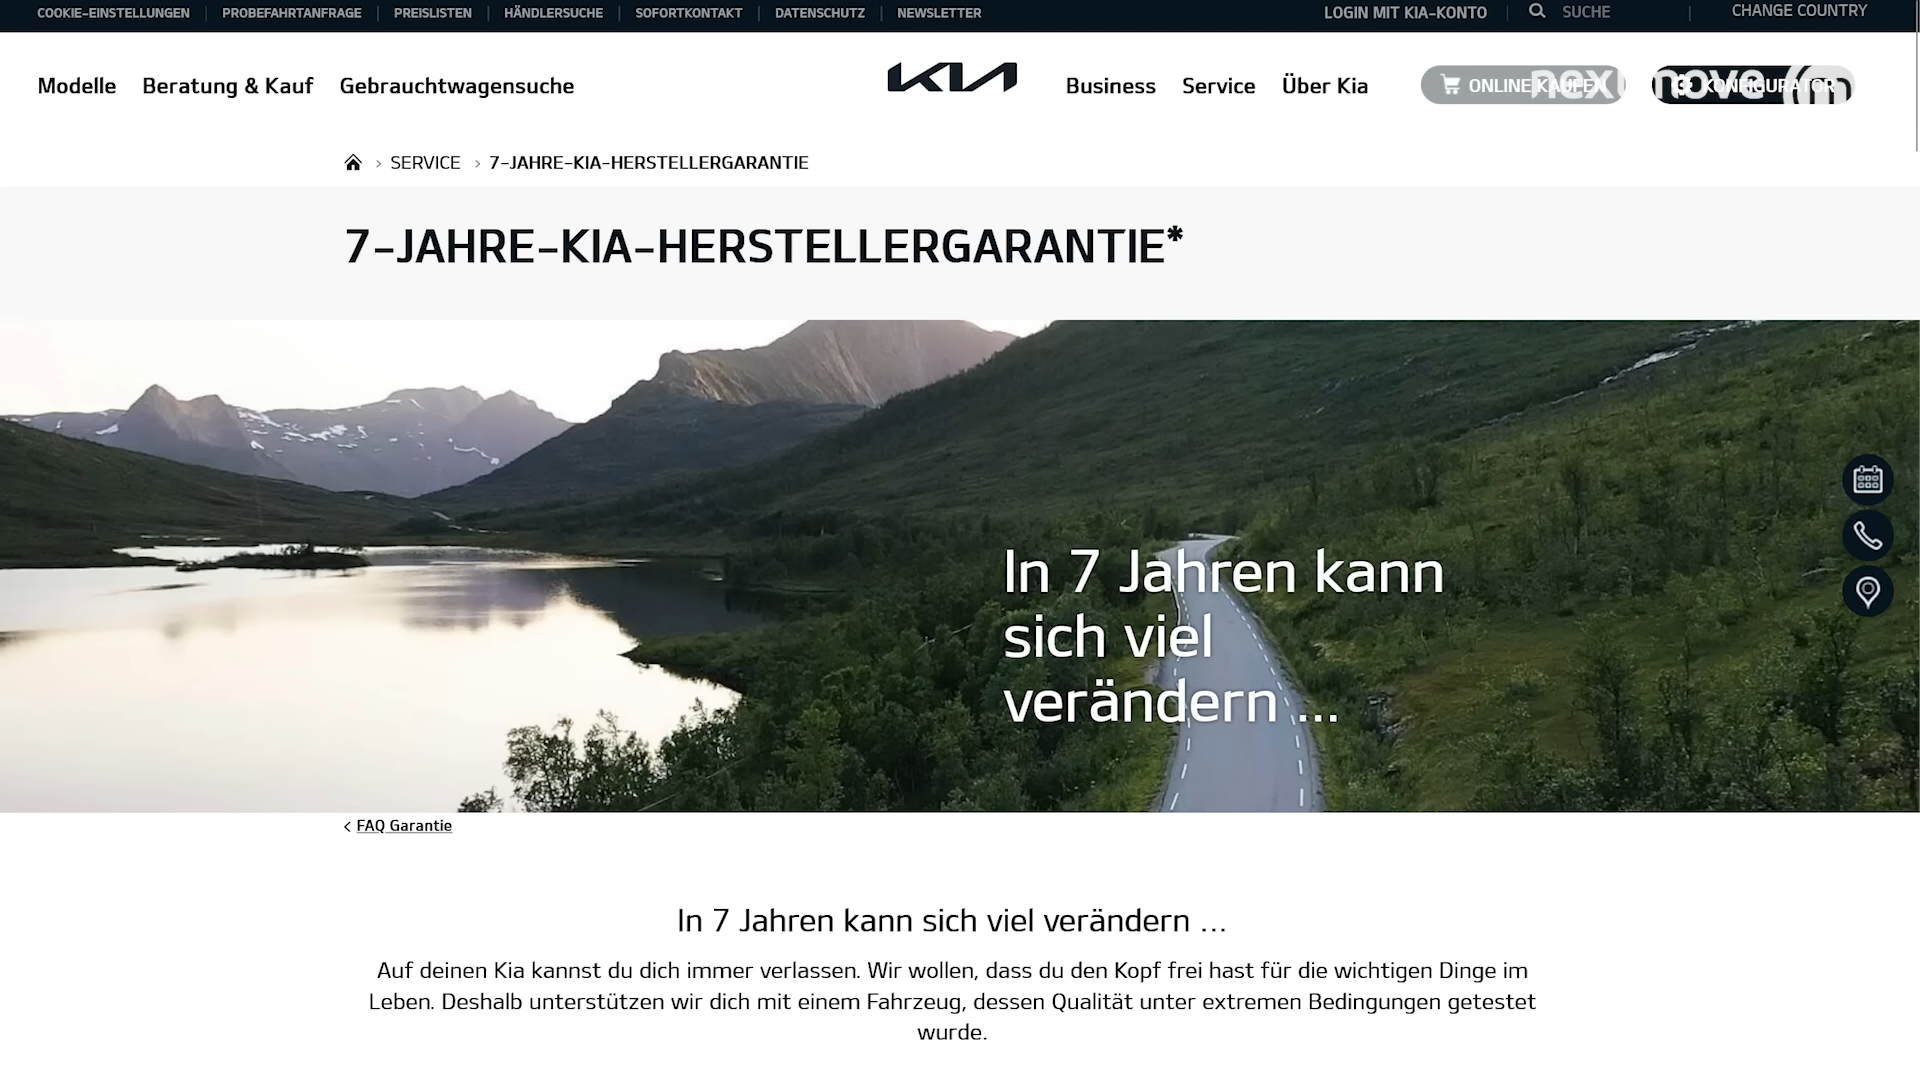 COOKIE-EINSTELLUNGEN PROBEFAHRTANFRAGE PREISLISTEN HÄNDLERSUCHE SOFORTKONTAKT DATENSCHUTZ NEWSLETTER LOGIN MIT KIA-KONTO SUCHE CHANGE COUNTRY
Modelle Beratung & Kauf Gebrauchtwagensuche KIA Business Service Über Kia ONLINE KAUFEN KONFIGURATOR
nextmove
SERVICE > 7-JAHRE-KIA-HERSTELLERGARANTIE
7-JAHRE-KIA-HERSTELLERGARANTIE*
In 7 Jahren kann
sich viel
verändern ...
FAQ Garantie
In 7 Jahren kann sich viel verändern ...
Auf deinen Kia kannst du dich immer verlassen. Wir wollen, dass du den Kopf frei hast für die wichtigen Dinge im
Leben. Deshalb unterstützen wir dich mit einem Fahrzeug, dessen Qualität unter extremen Bedingungen getestet
wurde.